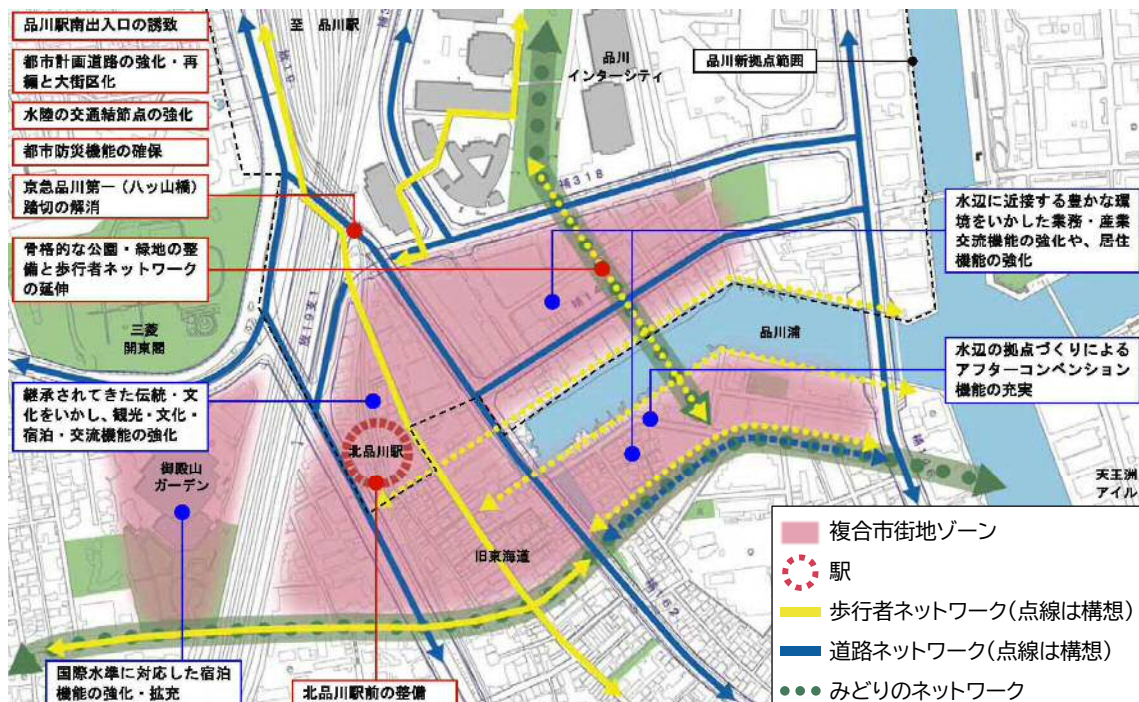 品川駅南出入口の誘致
都市計画道路の強化・再
編と大街区化
水陸の交通結節点の強化
都市防災機能の確保
京急品川第一（八ッ山橋）
踏切の解消
骨格的な公園・緑地の整
備と歩行者ネットワーク
の延伸
至 品川駅
品川
インターシティ
品川新拠点範囲
補318
水辺に近接する豊かな環
境をいかした業務・産業
交流機能の強化や、居住
機能の強化
三菱
開東閣
品川浦
水辺の拠点づくりによる
アフターコンベンション
機能の充実
継承されてきた伝統・文
化をいかし、観光・文化・
宿泊・交流機能の強化
北品川駅
御殿山
ガーデン
旧東海道
天王洲
アイル
補162
国際水準に対応した宿泊
機能の強化・拡充
北品川駅前の整備
複合市街地ゾーン
駅
歩行者ネットワーク(点線は構想)
道路ネットワーク(点線は構想)
みどりのネットワーク